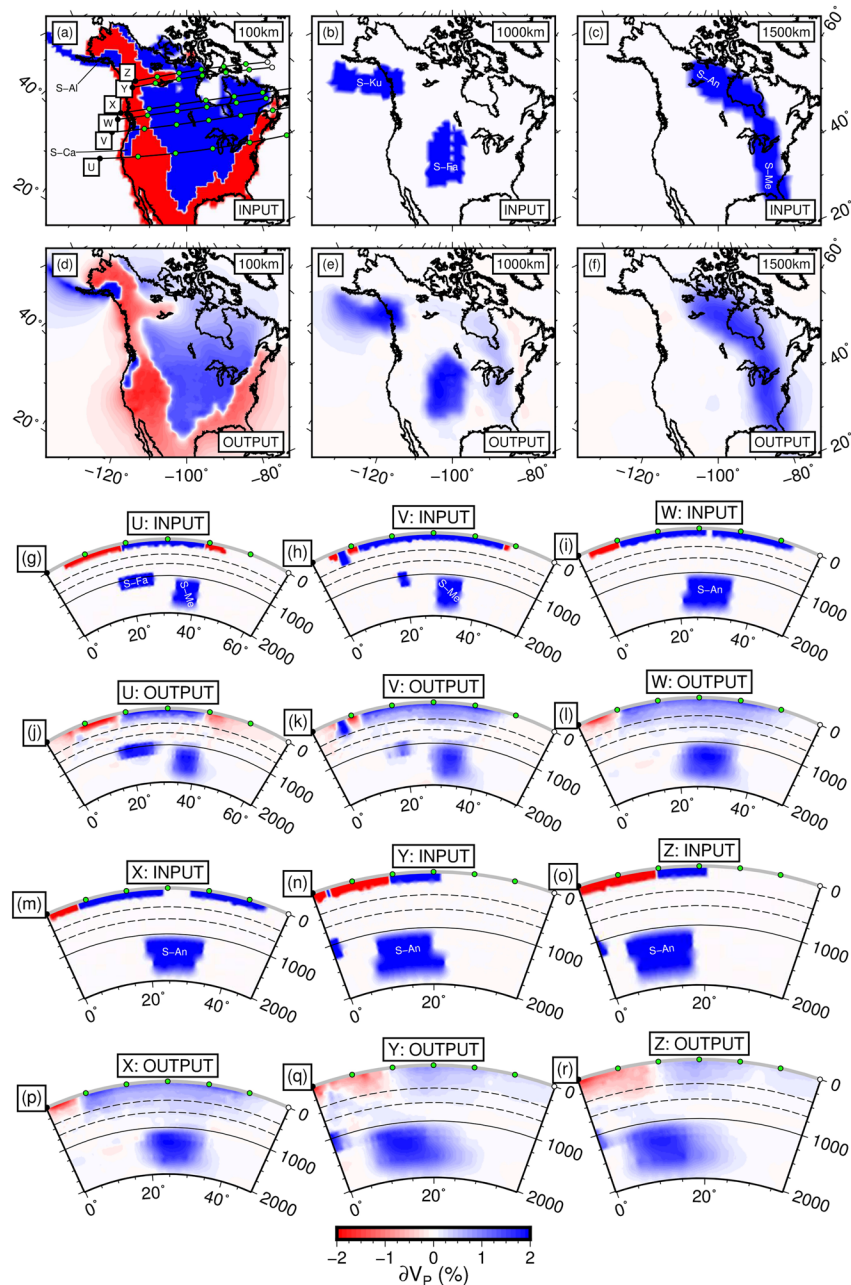 (a) 100km (b) 1000km (c) 1500km 60°
S−Al Z Y X W V S−Ca U
40° S−Ku S−Fa S−An S−Me 40°
20° INPUT INPUT INPUT 20°
(d) 100km (e) 1000km (f) 1500km 60°
40° 40°
20° OUTPUT OUTPUT OUTPUT 20°
−120° −100° −80° −120° −100° −80° −120° −100° −80°
U: INPUT V: INPUT W: INPUT
(g) S−Fa S−Me 0 1000 2000 (h) S−Me 0 1000 2000 (i) S−An 0 1000 2000
0° 20° 40° 60° 0° 20° 40° 0° 20° 40°
U: OUTPUT V: OUTPUT W: OUTPUT
(j) 0 1000 2000 (k) 0 1000 2000 (l) 0 1000 2000
0° 20° 40° 60° 0° 20° 40° 0° 20° 40°
X: INPUT Y: INPUT Z: INPUT
(m) S−An 0 1000 2000 (n) S−An 0 1000 2000 (o) S−An 0 1000 2000
0° 20° 40° 0° 20° 0° 20°
X: OUTPUT Y: OUTPUT Z: OUTPUT
(p) 0 1000 2000 (q) 0 1000 2000 (r) 0 1000 2000
0° 20° 40° 0° 20° 0° 20°
−2 −1 0 1 2
∂V_P (%)